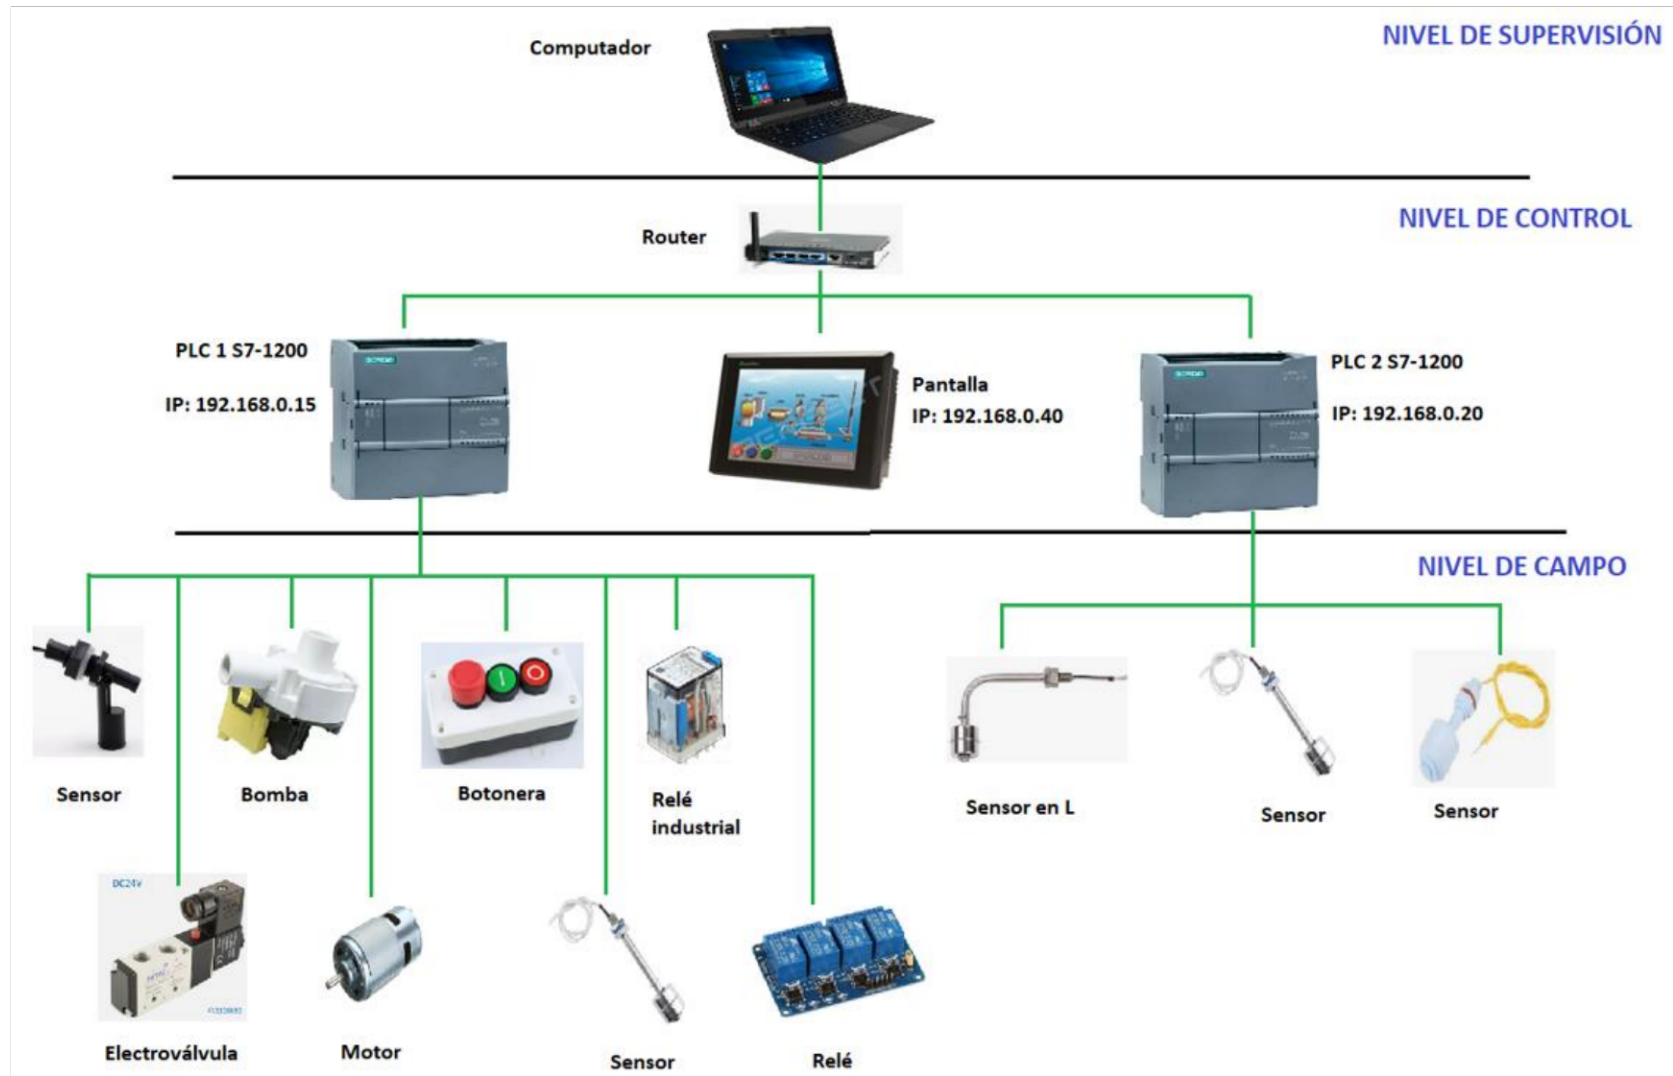 NIVEL DE SUPERVISIÓN
Computador
NIVEL DE CONTROL
Router
PLC 1 S7-1200
IP: 192.168.0.15
Pantalla
IP: 192.168.0.40
PLC 2 S7-1200
IP: 192.168.0.20
NIVEL DE CAMPO
Sensor
Bomba
Botonera
Relé
industrial
Sensor en L
Sensor
Sensor
DC24V
Electroválvula
Motor
Sensor
Relé